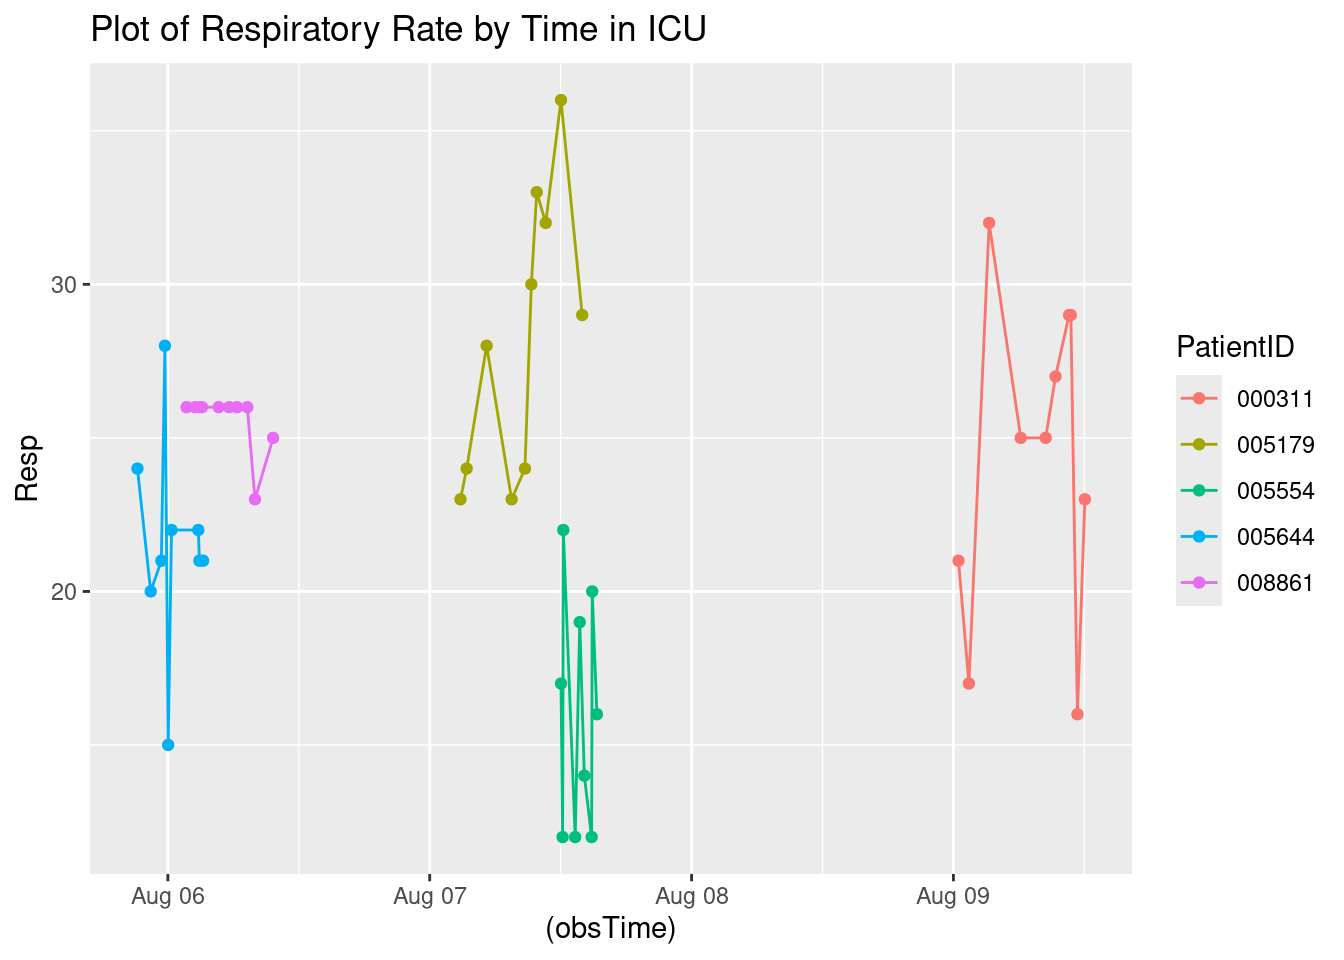 Plot of Respiratory Rate by Time in ICU
Resp
30
20
Aug 06
Aug 07
Aug 08
Aug 09
(obsTime)
PatientID
000311
005179
005554
005644
008861